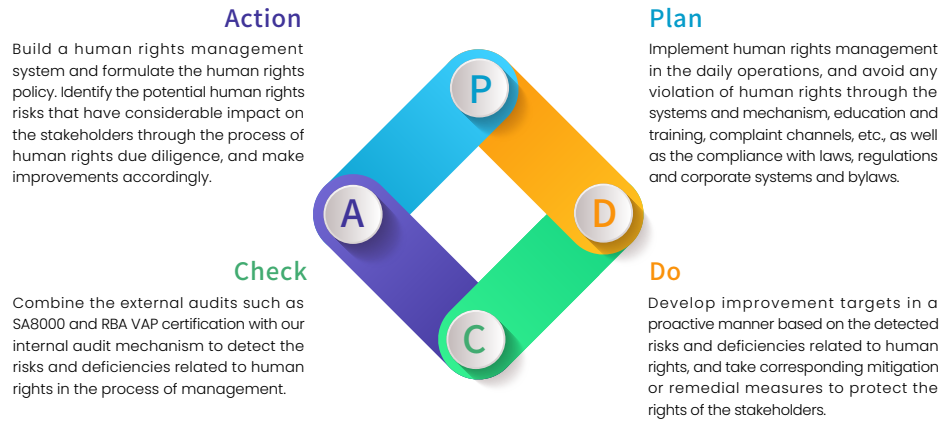 Action
Build a human rights management
system and formulate the human rights
policy. Identify the potential human rights
risks that have considerable impact on
the stakeholders through the process of
human rights due diligence, and make
improvements accordingly.
Plan
Implement human rights management
in the daily operations, and avoid any
violation of human rights through the
systems and mechanism, education and
training, complaint channels, etc., as well
as the compliance with laws, regulations
and corporate systems and bylaws.
P
A
D
C
Check
Combine the external audits such as
SA8000 and RBA VAP certification with our
internal audit mechanism to detect the
risks and deficiencies related to human
rights in the process of management.
Do
Develop improvement targets in a
proactive manner based on the detected
risks and deficiencies related to human
rights, and take corresponding mitigation
or remedial measures to protect the
rights of the stakeholders.